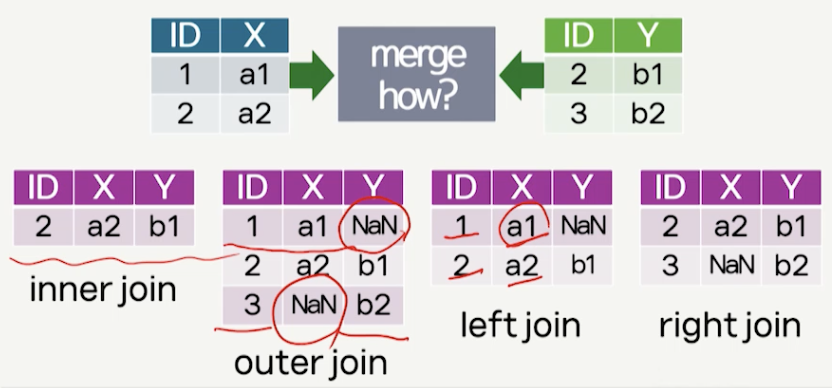 ID X
1 a1
2 a2
merge
how?
ID Y
2 b1
3 b2
ID X Y
2 a2 b1
inner join
ID X Y
1 a1 NaN
2 a2 b1
3 NaN b2
outer join
ID X Y
1 a1 NaN
2 a2 b1
left join
ID X Y
2 a2 b1
3 NaN b2
right join